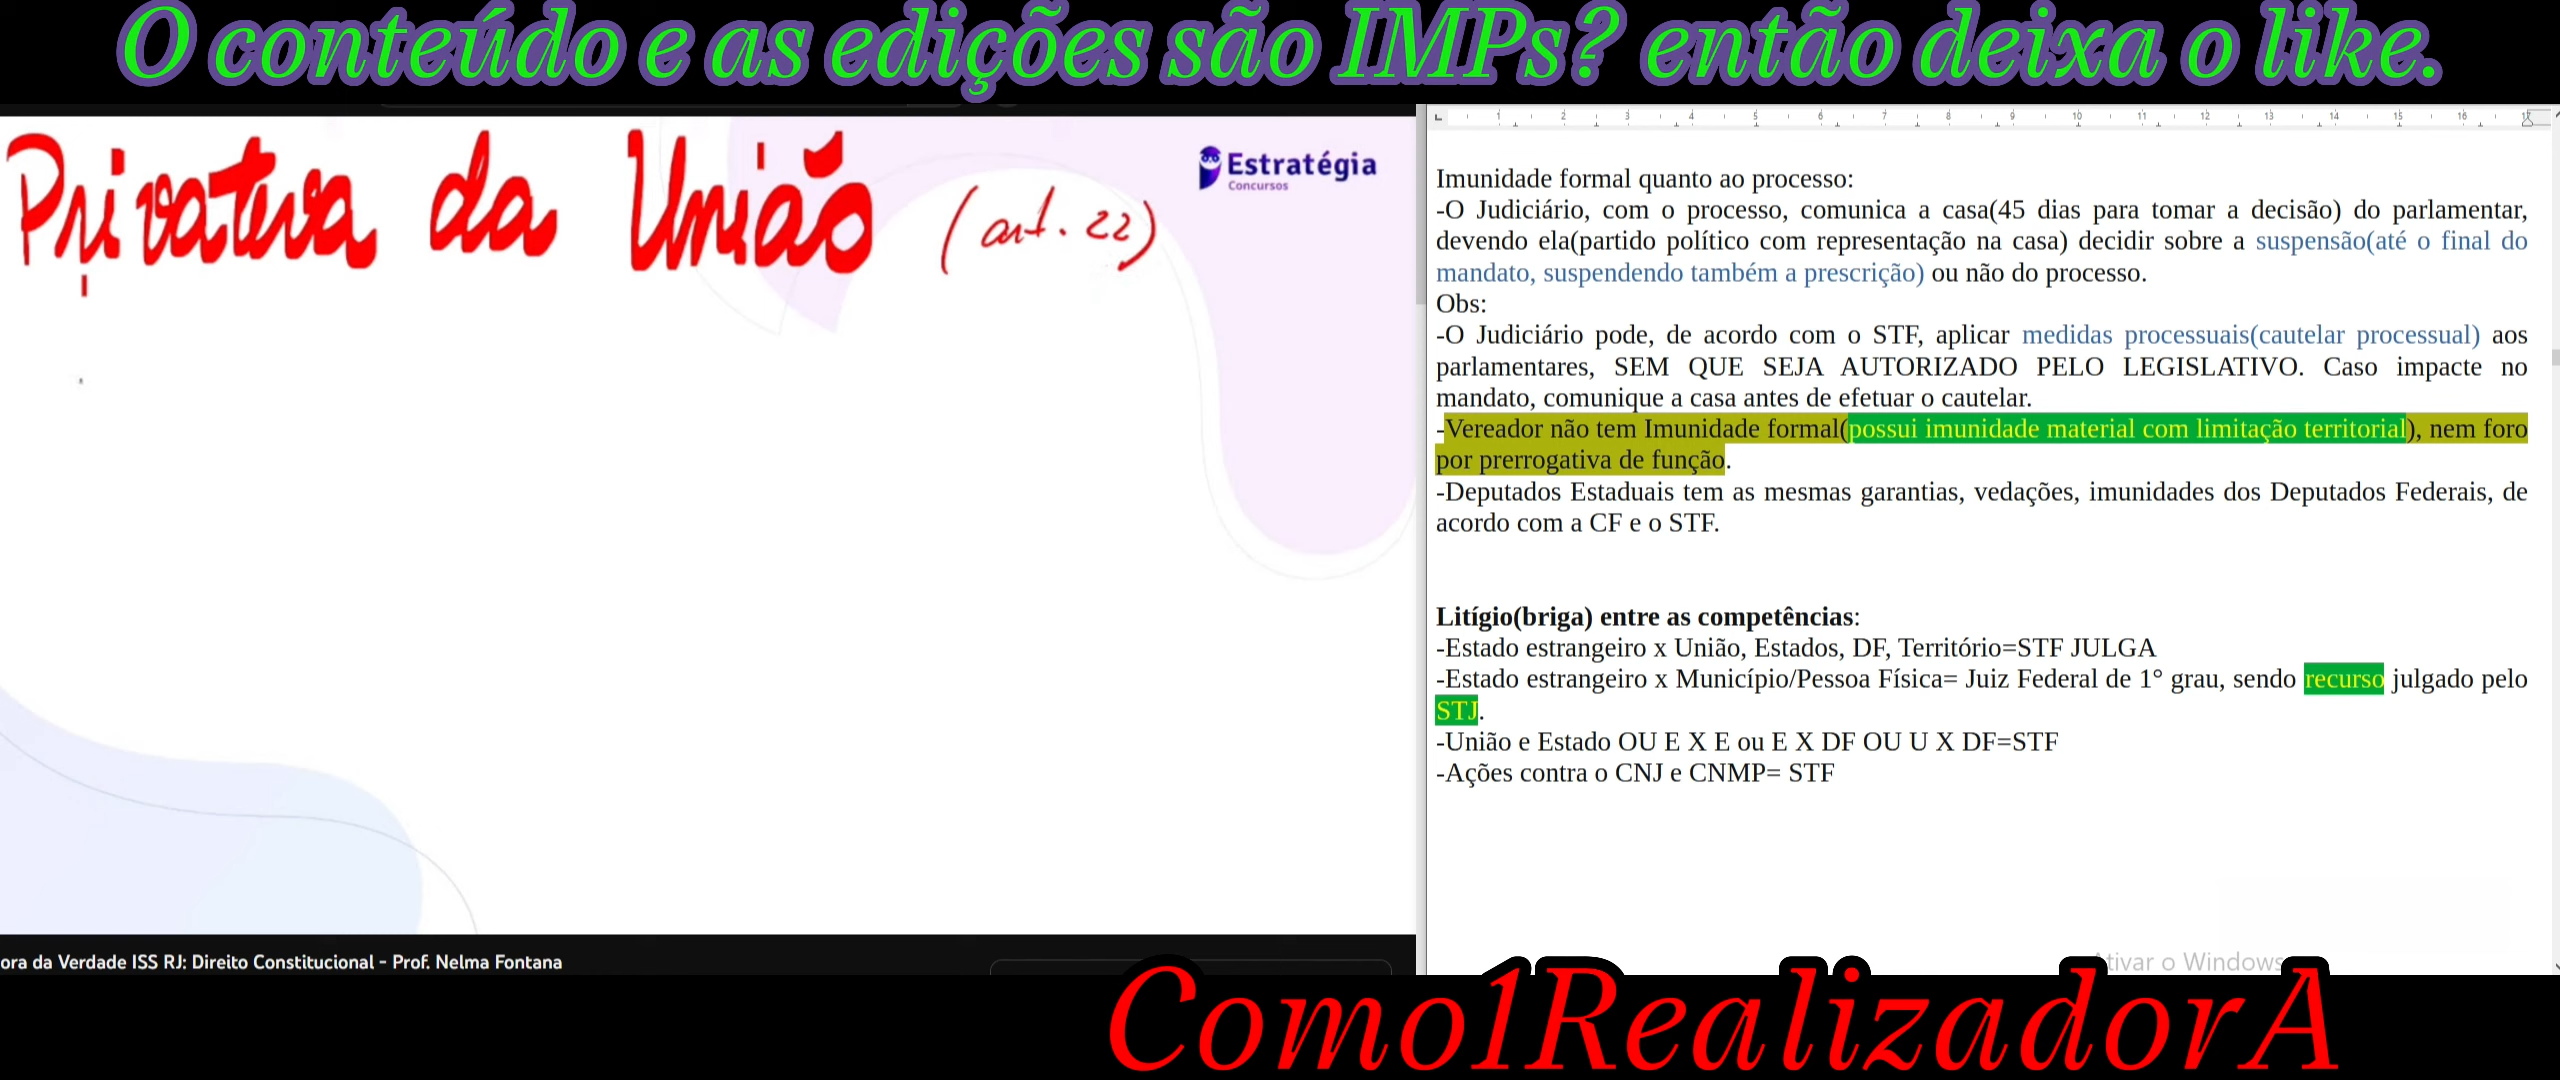 O conteúdo e as edições são IMPs? então deixa o like.
Privativa da União (art. 22)
Estratégia
Concursos
Imunidade formal quanto ao processo:
-O Judiciário, com o processo, comunica a casa(45 dias para tomar a decisão) do parlamentar,
devendo ela(partido político com representação na casa) decidir sobre a suspensão(até o final do
mandato, suspendendo também a prescrição) ou não do processo.
Obs:
-O Judiciário pode, de acordo com o STF, aplicar medidas processuais(cautelar processual) aos
parlamentares, SEM QUE SEJA AUTORIZADO PELO LEGISLATIVO. Caso impacte no
mandato, comunique a casa antes de efetuar o cautelar.
-Vereador não tem Imunidade formal(possui imunidade material com limitação territorial), nem foro
por prerrogativa de função.
-Deputados Estaduais tem as mesmas garantias, vedações, imunidades dos Deputados Federais, de
acordo com a CF e o STF.
Litígio(briga) entre as competências:
-Estado estrangeiro x União, Estados, DF, Território=STF JULGA
-Estado estrangeiro x Município/Pessoa Física= Juiz Federal de 1° grau, sendo recurso julgado pelo
STJ.
-União e Estado OU E X E ou E X DF OU U X DF=STF
-Ações contra o CNJ e CNMP= STF
ora da Verdade ISS RJ: Direito Constitucional - Prof. Nelma Fontana
tivar o Windows
Como1RealizadorA